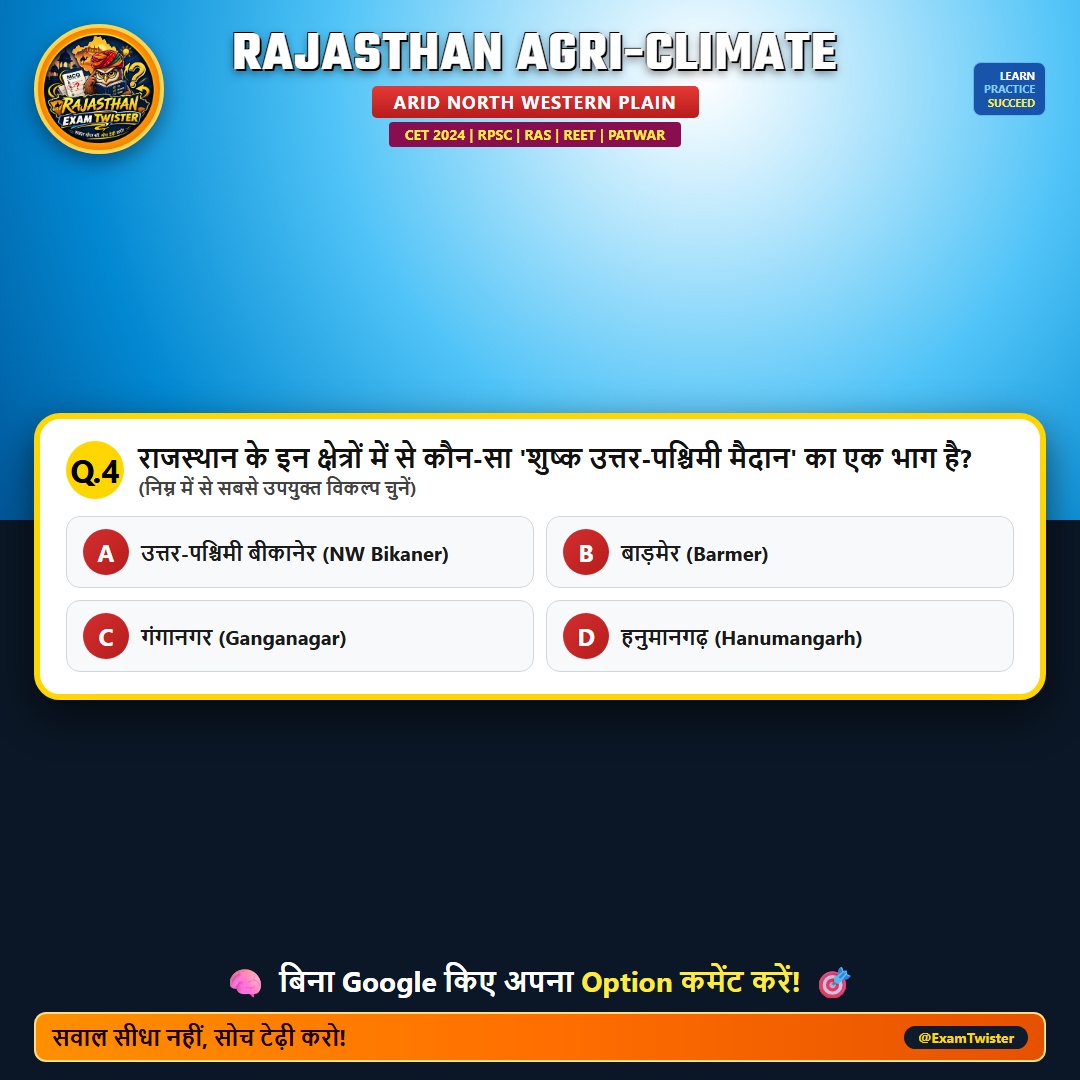 RAJASTHAN AGRI-CLIMATE
ARID NORTH WESTERN PLAIN
CET 2024 | RPSC | RAS | REET | PATWAR
LEARN
PRACTICE
SUCCEED
MCQ
RAJASTHAN
EXAM TWISTER
Q.4
राजस्थान के इन क्षेत्रों में से कौन-सा 'शुष्क उत्तर-पश्चिमी मैदान' का एक भाग है?
(निम्न में से सबसे उपयुक्त विकल्प चुनें)
A उत्तर-पश्चिमी बीकानेर (NW Bikaner)
B बाड़मेर (Barmer)
C गंगानगर (Ganganagar)
D हनुमानगढ़ (Hanumangarh)
बिना Google किए अपना Option कमेंट करें!
सवाल सीधा नहीं, सोच टेढ़ी करो!
@ExamTwister